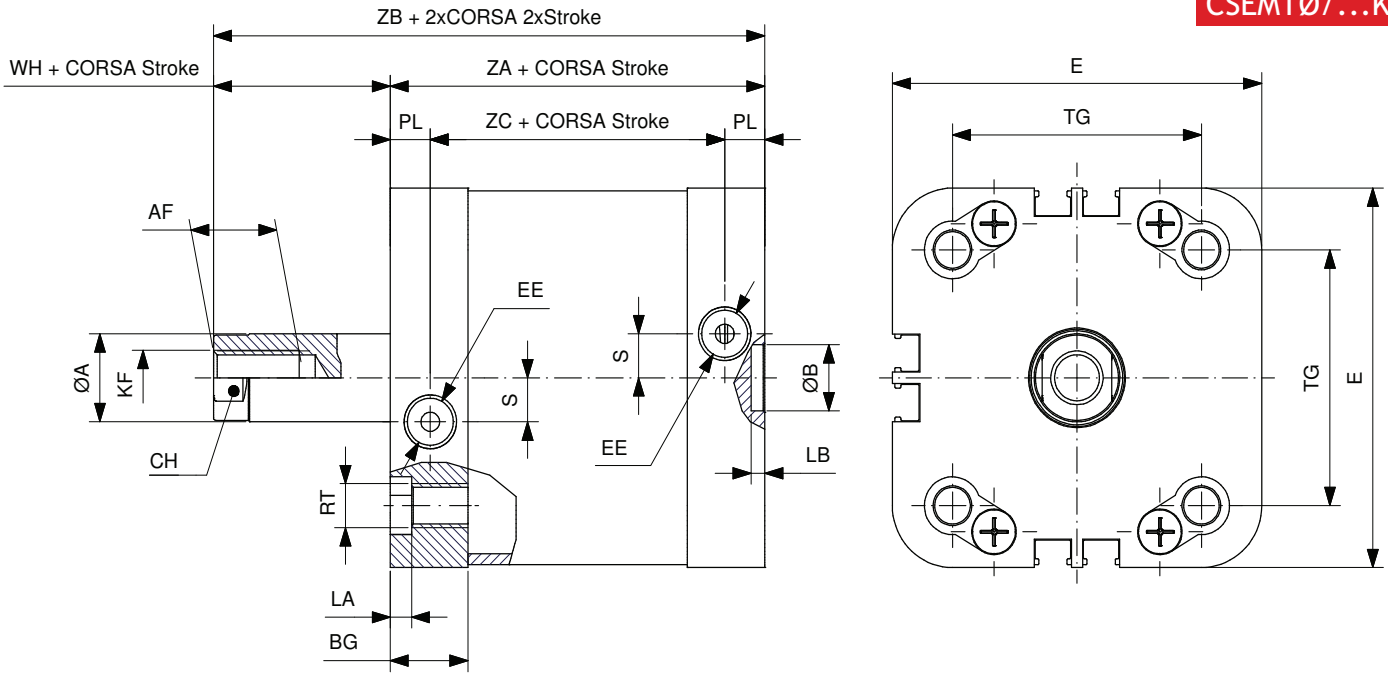 CSEMTØ7...K
ZB + 2xCORSA 2xStroke
WH + CORSA Stroke
ZA + CORSA Stroke
E
PL
ZC + CORSA Stroke
PL
TG
AF
EE
ØA
KF
S
S
ØB
TG
E
CH
EE
LB
RT
LA
BG